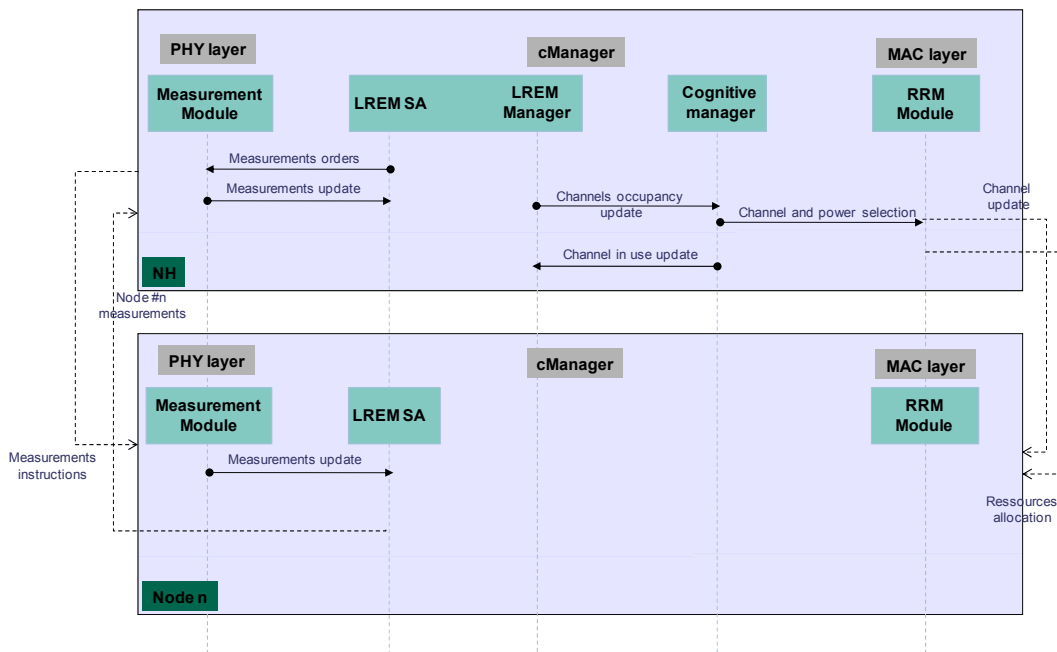 PHY layer
cManager
MAC layer
Measurement
Module
LREM SA
LREM
Manager
Cognitive
manager
RRM
Module
Measurements orders
Measurements update
Channels occupancy
update
Channel and power selection
Channel
update
Channel in use update
NH
Node #n
measurements
PHY layer
cManager
MAC layer
Measurement
Module
LREM SA
RRM
Module
Measurements update
Measurements
instructions
Ressources
allocation
Node n